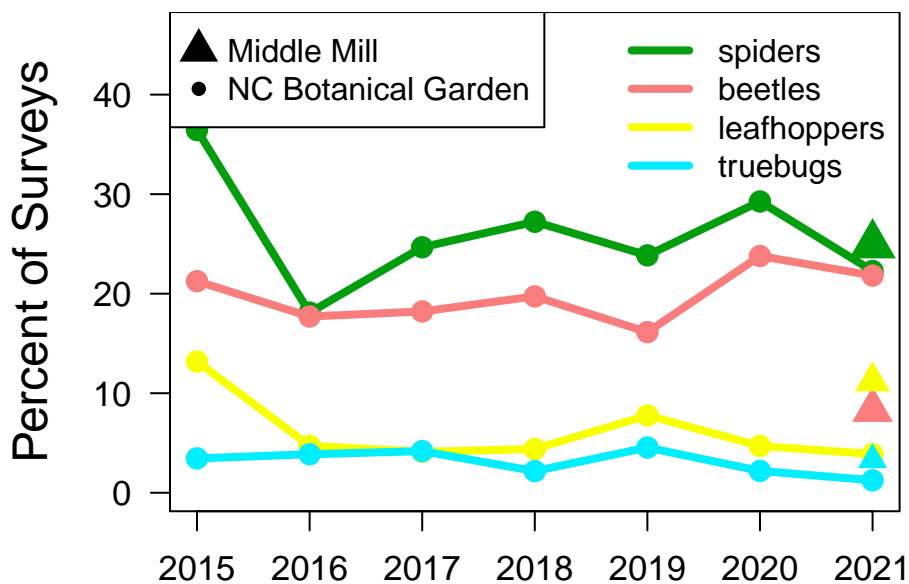 Percent of Surveys
Middle Mill
NC Botanical Garden
spiders
beetles
leafhoppers
truebugs
40
30
20
10
0
2015 2016 2017 2018 2019 2020 2021